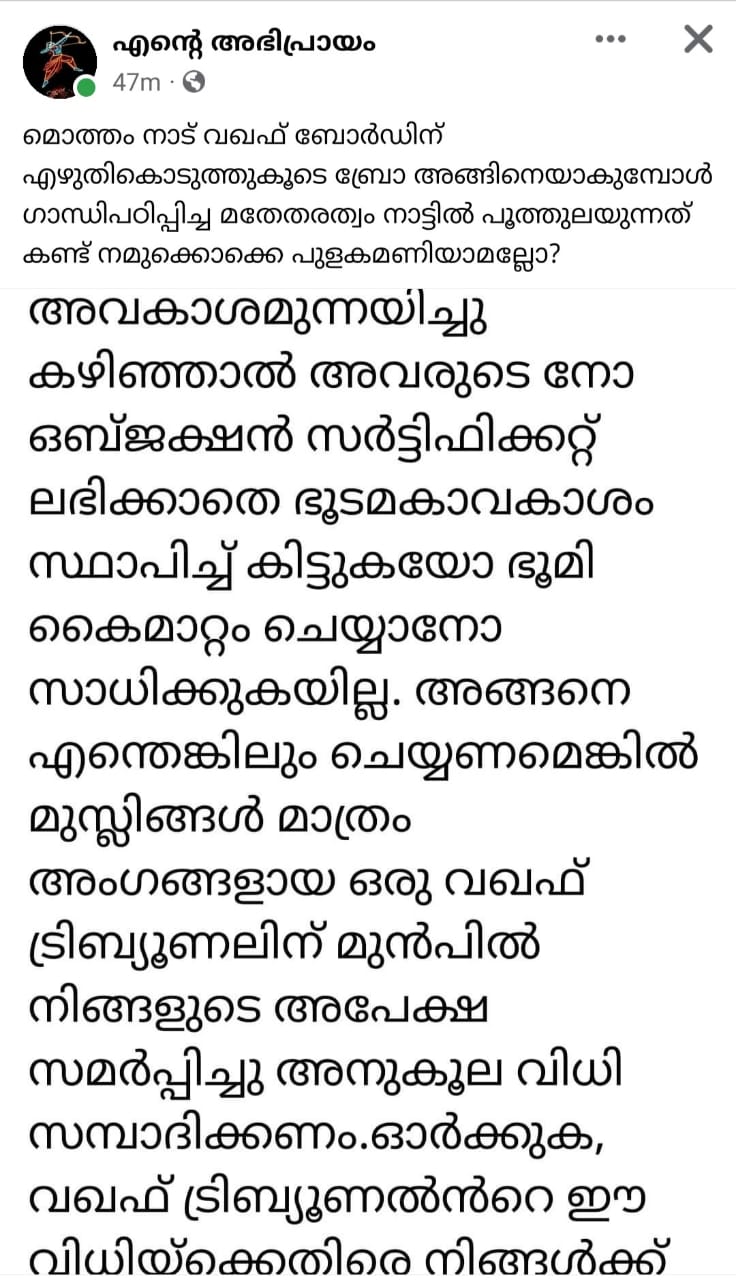 എന്റെ അഭിപ്രായം
47m ·
മൊത്തം നാട് വഖഫ് ബോർഡിന്
എഴുതികൊടുത്തുകൂടെ ബ്രോ അങ്ങിനെയാകുമ്പോൾ
ഗാന്ധിപഠിപ്പിച്ച മതേതരത്വം നാട്ടിൽ പൂത്തുലയുന്നത്
കണ്ട് നമുക്കൊക്കെ പുളകമണിയാമല്ലോ?
അവകാശമുന്നയിച്ചു
കഴിഞ്ഞാൽ അവരുടെ നോ
ഒബ്ജക്ഷൻ സർട്ടിഫിക്കറ്റ്
ലഭിക്കാതെ ഭൂടമകാവകാശം
സ്ഥാപിച്ച് കിട്ടുകയോ ഭൂമി
കൈമാറ്റം ചെയ്യാനോ
സാധിക്കുകയില്ല. അങ്ങനെ
എന്തെങ്കിലും ചെയ്യണമെങ്കിൽ
മുസ്ലിങ്ങൾ മാത്രം
അംഗങ്ങളായ ഒരു വഖഫ്
ട്രിബ്യൂണലിന് മുൻപിൽ
നിങ്ങളുടെ അപേക്ഷ
സമർപ്പിച്ചു അനുകൂല വിധി
സമ്പാദിക്കണം.ഓർക്കുക,
വഖഫ് ട്രിബ്യൂണൽൻറെ ഈ
വിധിയ്ക്കെതിരെ നിങ്ങൾക്ക്